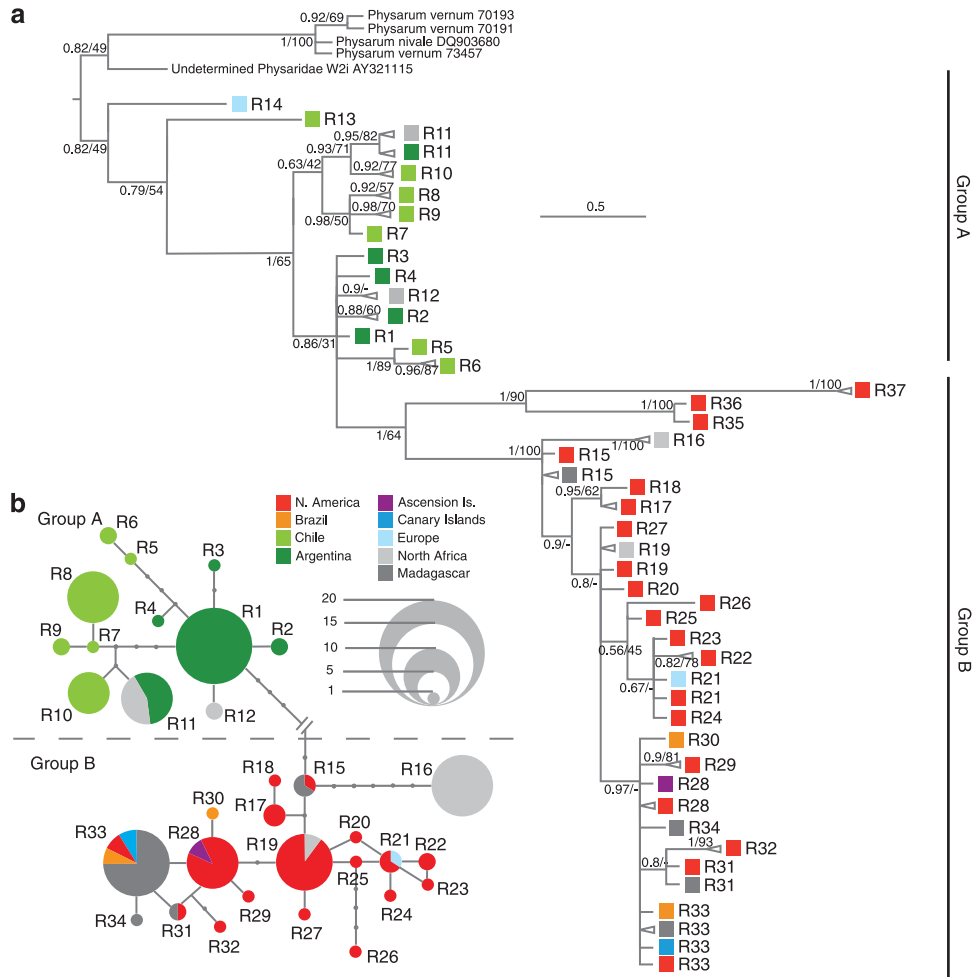 a
0.92/69
Physarum vernum 70193
Physarum vernum 70191
Physarum nivale DQ903680
Physarum vernum 73457
1/100
0.82/49
Undetermined Physaridae W2i AY321115
R14
R13
0.82/49
0.79/54
0.95/82
R11
0.93/71
R11
0.63/42
0.92/77
R10
0.92/57
R8
0.98/70
R9
0.98/50
R7
0.5
Group A
1/65
R3
R4
0.9/-
R12
0.88/60
R2
R1
0.86/31
R5
1/89
0.96/87
R6
1/100
R37
1/90
1/100
R36
R35
1/64
1/100
1/100
R16
R15
R15
0.95/62
R18
R17
0.9/-
R27
R19
R19
0.8/-
R20
R26
R25
0.56/45
R23
0.82/78
R22
R21
0.67/-
R21
R24
R30
0.9/81
R29
0.97/-
R28
R28
R34
1/93
R32
0.8/-
R31
R31
R33
R33
R33
R33
Group B
b
Group A
N. America
Brazil
Chile
Argentina
Ascension Is.
Canary Islands
Europe
North Africa
Madagascar
20
15
10
5
1
R6
R5
R3
R8
R4
R1
R9
R7
R2
R10
R11
R12
Group B
R18
R15
R16
R17
R30
R33
R28
R19
R20
R21
R22
R25
R23
R34
R31
R29
R24
R32
R27
R26